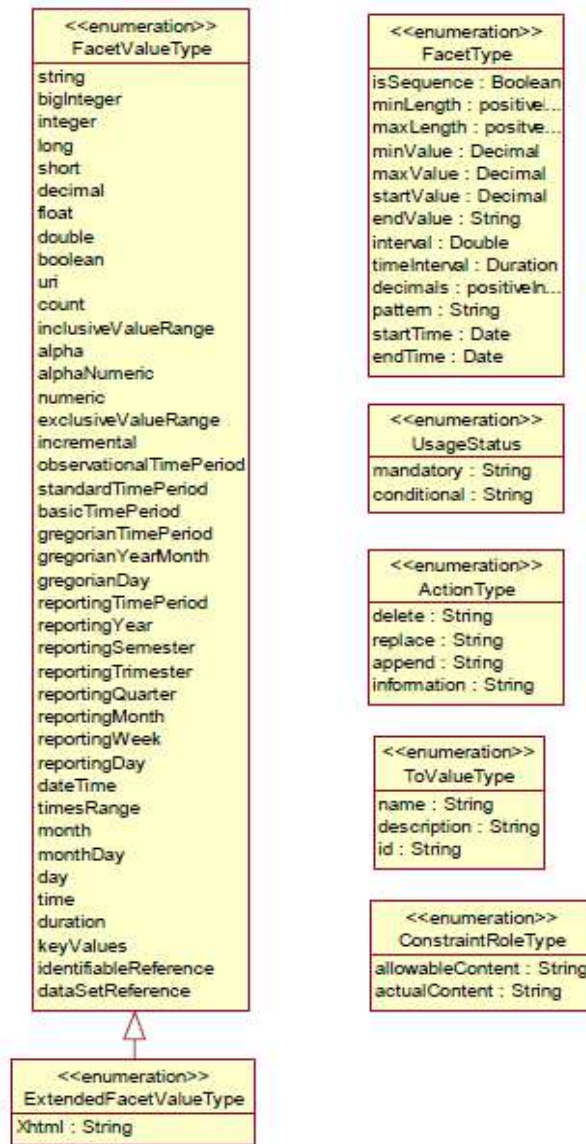 <<enumeration>>
FacetValueType
string
bigInteger
integer
long
short
decimal
float
double
boolean
uri
count
inclusiveValueRange
alpha
alphaNumeric
numeric
exclusiveValueRange
incremental
observationalTimePeriod
standardTimePeriod
basicTimePeriod
gregorianTimePeriod
gregorianYearMonth
gregorianDay
reportingTimePeriod
reportingYear
reportingSemester
reportingTrimester
reportingQuarter
reportingMonth
reportingWeek
reportingDay
dateTime
timesRange
month
monthDay
day
time
duration
keyValues
identifiableReference
dataSetReference
<<enumeration>>
ExtendedFacetValueType
Xhtml : String
<<enumeration>>
FacetType
isSequence : Boolean
minLength : positiveI...
maxLength : positve...
minValue : Decimal
maxValue : Decimal
startValue : Decimal
endValue : String
interval : Double
timeInterval : Duration
decimals : positiveIn...
pattern : String
startTime : Date
endTime : Date
<<enumeration>>
UsageStatus
mandatory : String
conditional : String
<<enumeration>>
ActionType
delete : String
replace : String
append : String
information : String
<<enumeration>>
ToValueType
name : String
description : String
id : String
<<enumeration>>
ConstraintRoleType
allowableContent : String
actualContent : String